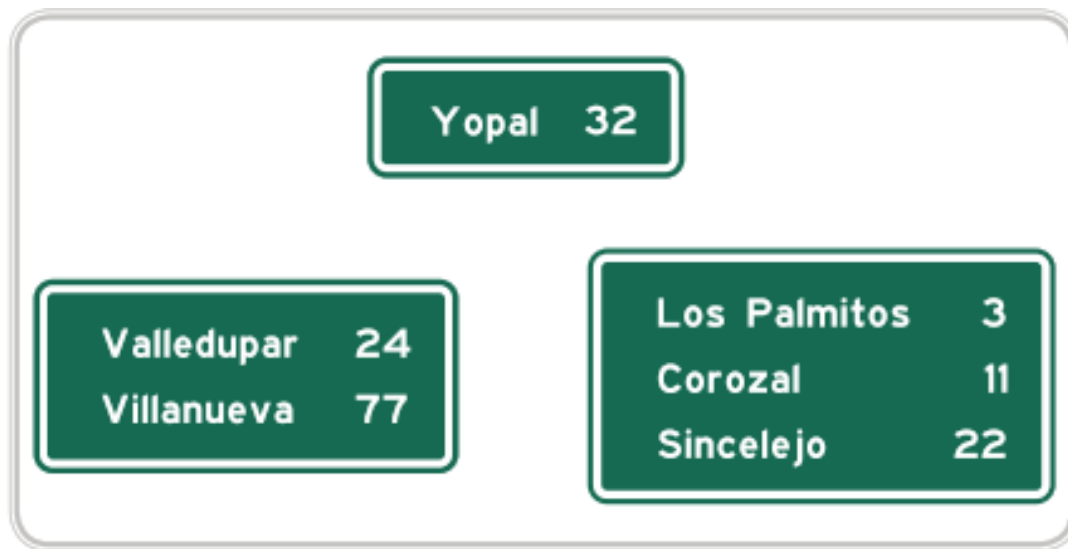 Yopal 32
Valledupar 24
Villanueva 77
Los Palmitos 3
Corozal 11
Sincelejo 22